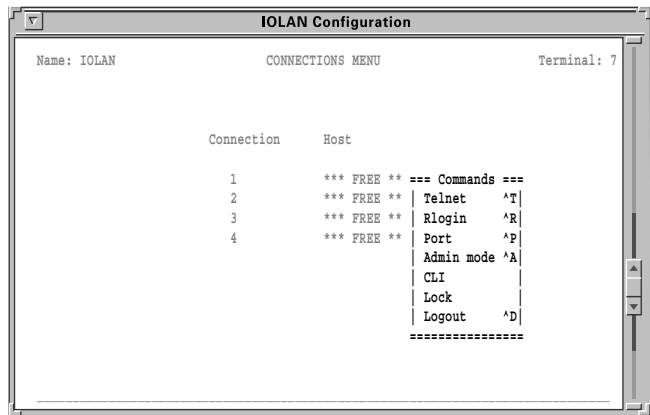 IOLAN Configuration
Name: IOLAN CONNECTIONS MENU Terminal: 7
Connection Host
1 *** FREE ** === Commands ===
2 *** FREE ** | Telnet ^T|
3 *** FREE ** | Rlogin ^R|
4 *** FREE ** | Port ^P|
| Admin mode ^A|
| CLI |
| Lock |
| Logout ^D|
================